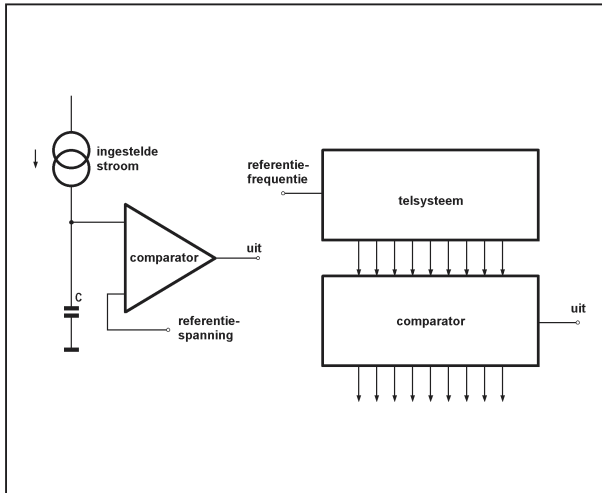 ingestelde
stroom
comparator
uit
C
referentie-
spanning
referentie-
frequentie
telsysteem
comparator
uit